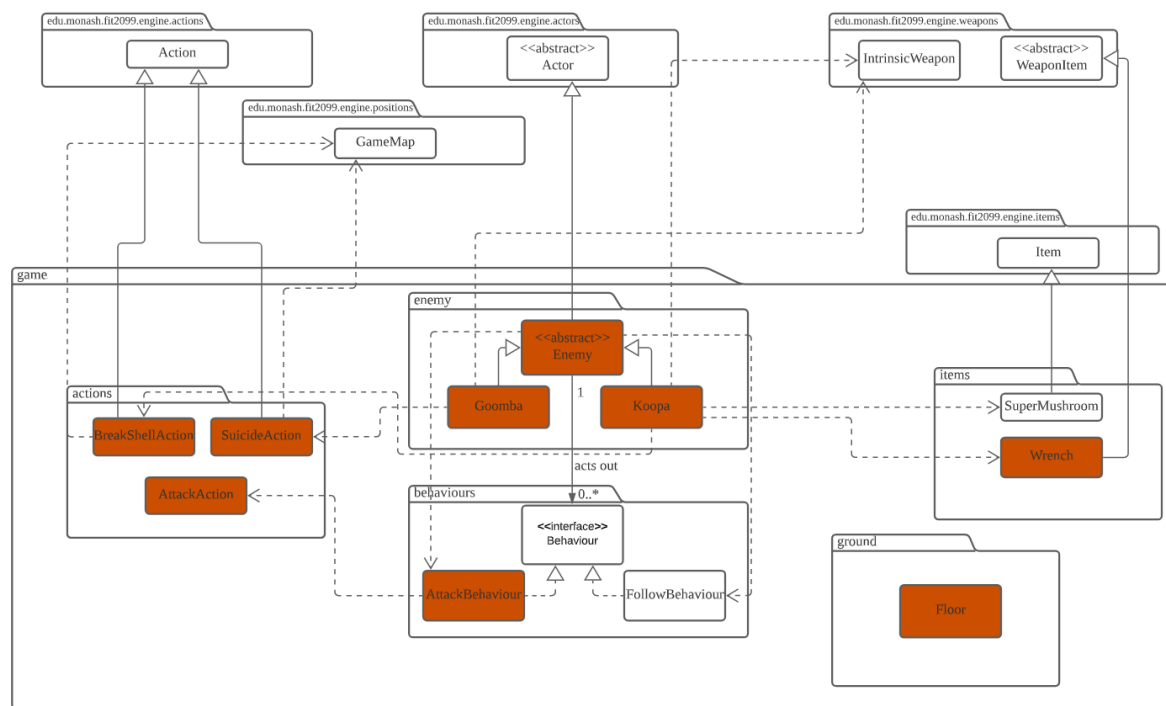 edu.monash.fit2099.engine.actions
Action
edu.monash.fit2099.engine.actors
<<abstract>>
Actor
edu.monash.fit2099.engine.weapons
IntrinsicWeapon
<<abstract>>
WeaponItem
edu.monash.fit2099.engine.positions
GameMap
edu.monash.fit2099.engine.items
Item
game
enemy
<<abstract>>
Enemy
Goomba
1
Koopa
acts out
actions
BreakShellAction
SuicideAction
AttackAction
behaviours
0..*
<<interface>>
Behaviour
AttackBehaviour
FollowBehaviour
items
SuperMushroom
Wrench
ground
Floor